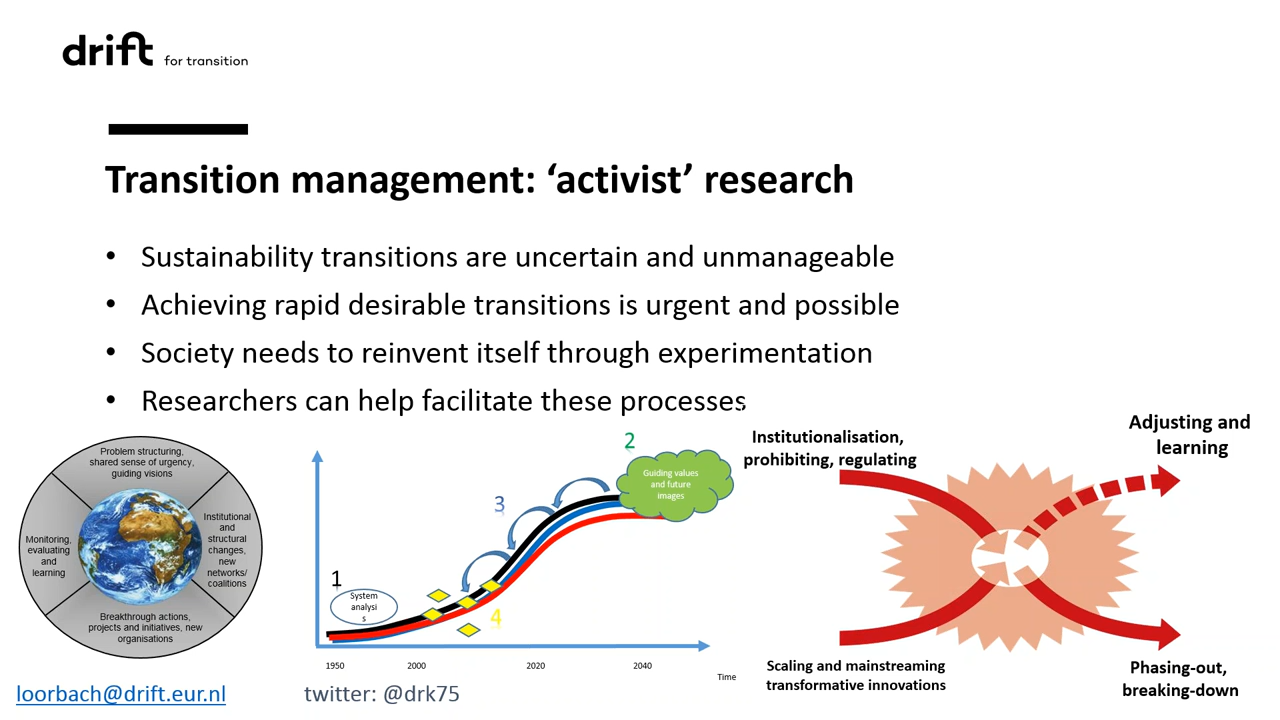 drift for transition
Transition management: ‘activist’ research
• Sustainability transitions are uncertain and unmanageable
• Achieving rapid desirable transitions is urgent and possible
• Society needs to reinvent itself through experimentation
• Researchers can help facilitate these processes
Problem structuring,
shared sense of urgency,
guiding visions
Institutional
and
structural
changes,
new
networks/
coalitions
Monitoring,
evaluating
and
learning
Breakthrough actions,
projects and initiatives, new
organisations
1
System
analysi
s
2
Guiding values
and future
images
3
4
1950
2000
2020
2040
Time
Institutionalisation,
prohibiting, regulating
Adjusting and
learning
Scaling and mainstreaming
transformative innovations
Phasing-out,
breaking-down
loorbach@drift.eur.nl
twitter: @drk75